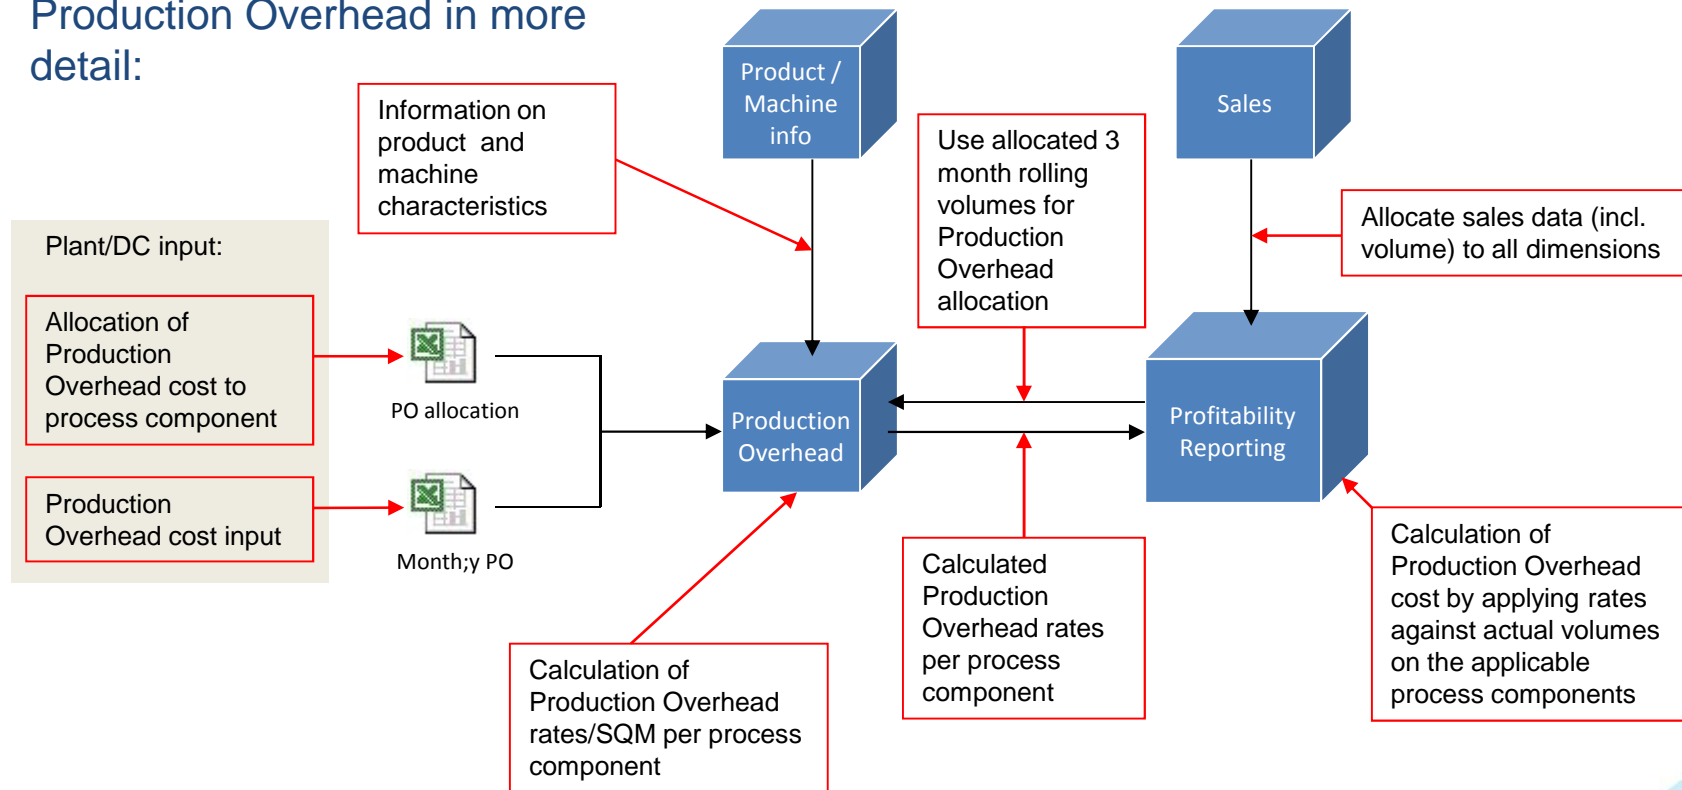 Production Overhead in more
detail:
Product /
Machine
info
Sales
Information on
product and
machine
characteristics
Use allocated 3
month rolling
volumes for
Production
Overhead
allocation
Allocate sales data (incl.
volume) to all dimensions
Plant/DC input:
Allocation of
Production
Overhead cost to
process component
PO allocation
Production
Overhead
Profitability
Reporting
Production
Overhead cost input
Month;y PO
Calculated
Production
Overhead rates
per process
component
Calculation of
Production Overhead
cost by applying rates
against actual volumes
on the applicable
process components
Calculation of
Production Overhead
rates/SQM per process
component